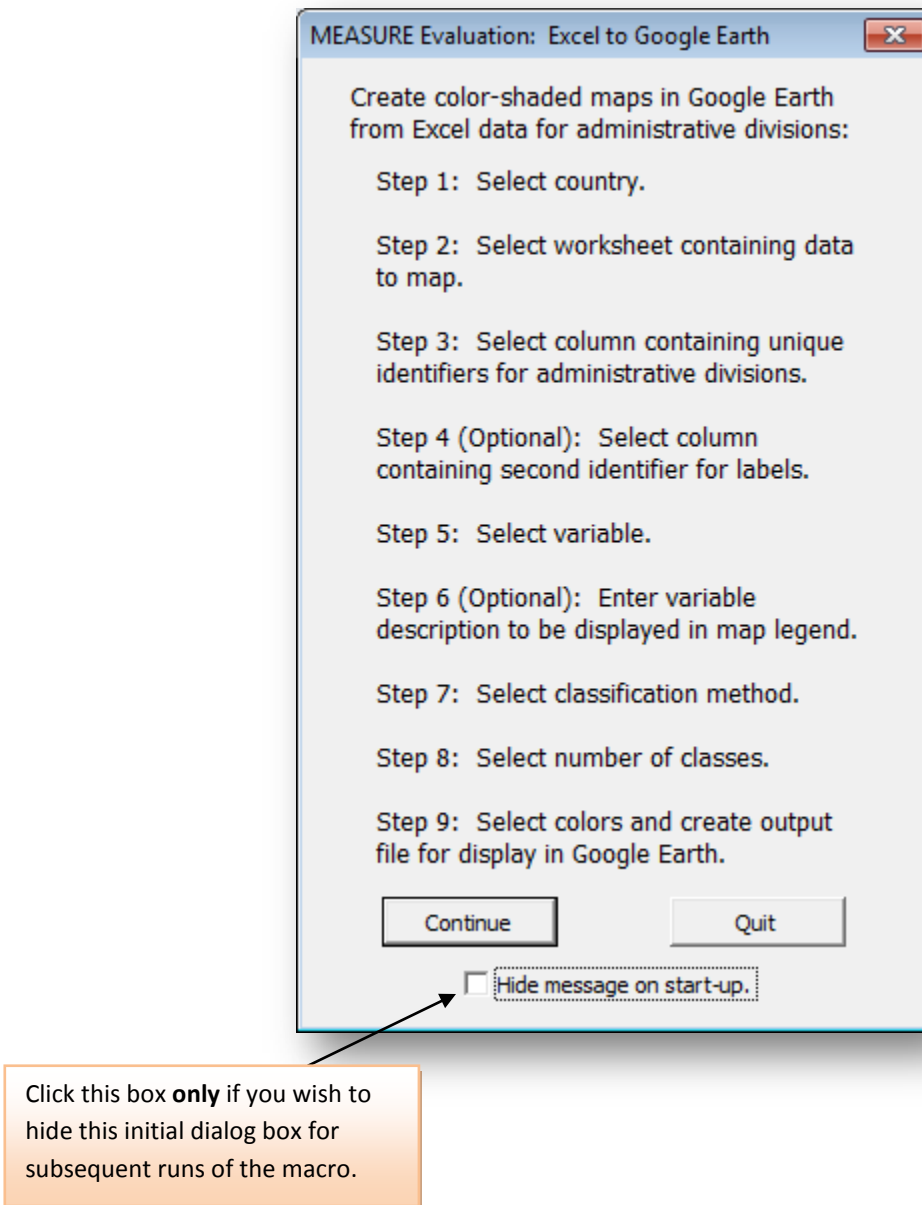 MEASURE Evaluation: Excel to Google Earth
Create color-shaded maps in Google Earth
from Excel data for administrative divisions:
Step 1: Select country.
Step 2: Select worksheet containing data
to map.
Step 3: Select column containing unique
identifiers for administrative divisions.
Step 4 (Optional): Select column
containing second identifier for labels.
Step 5: Select variable.
Step 6 (Optional): Enter variable
description to be displayed in map legend.
Step 7: Select classification method.
Step 8: Select number of classes.
Step 9: Select colors and create output
file for display in Google Earth.
Continue Quit
Hide message on start-up.
Click this box only if you wish to
hide this initial dialog box for
subsequent runs of the macro.